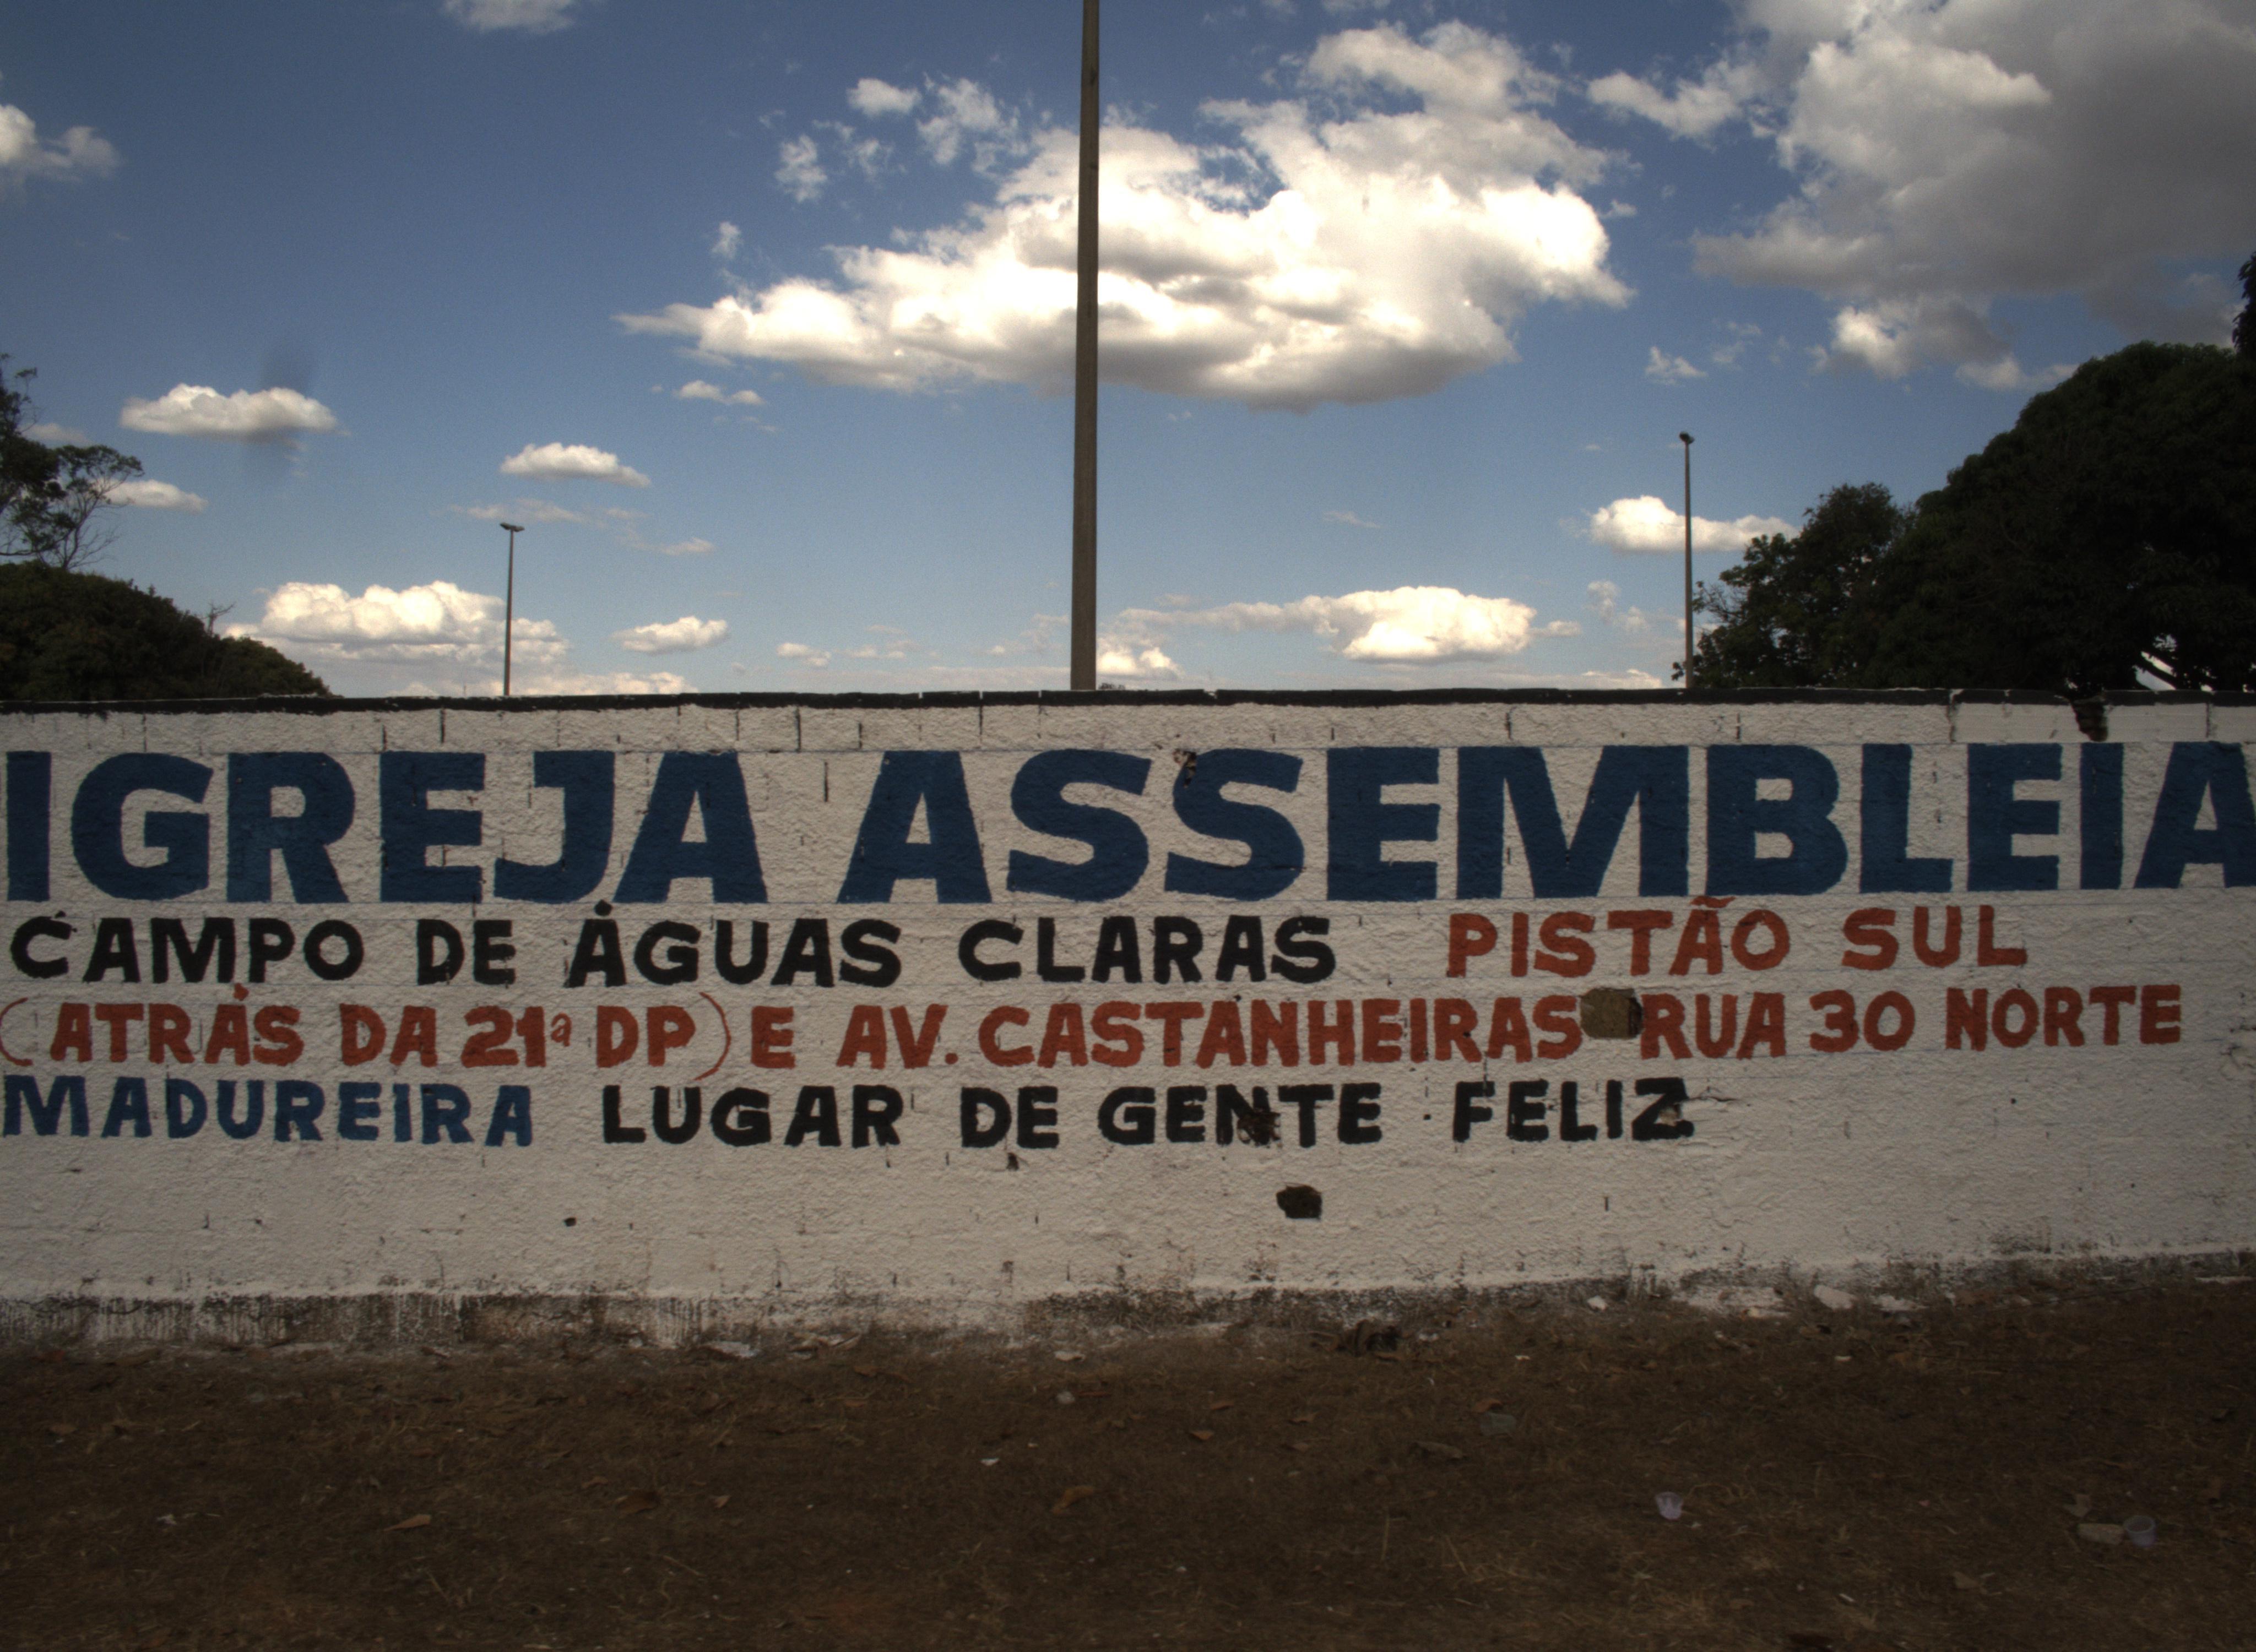 IGREJA ASSEMBLEIA
CAMPO DE ÁGUAS CLARAS PISTÃO SUL
(ATRÁS DA 21ª DP) E AV. CASTANHEIRAS RUA 30 NORTE
MADUREIRA LUGAR DE GENTE FELIZ